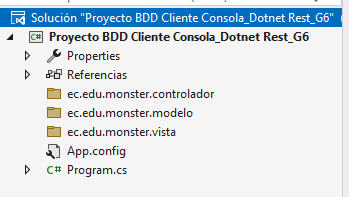 Solución "Proyecto BDD Cliente Consola_Dotnet Rest_G6" (
C# Proyecto BDD Cliente Consola_Dotnet Rest_G6
Properties
Referencias
ec.edu.monster.controlador
ec.edu.monster.modelo
ec.edu.monster.vista
App.config
C# Program.cs